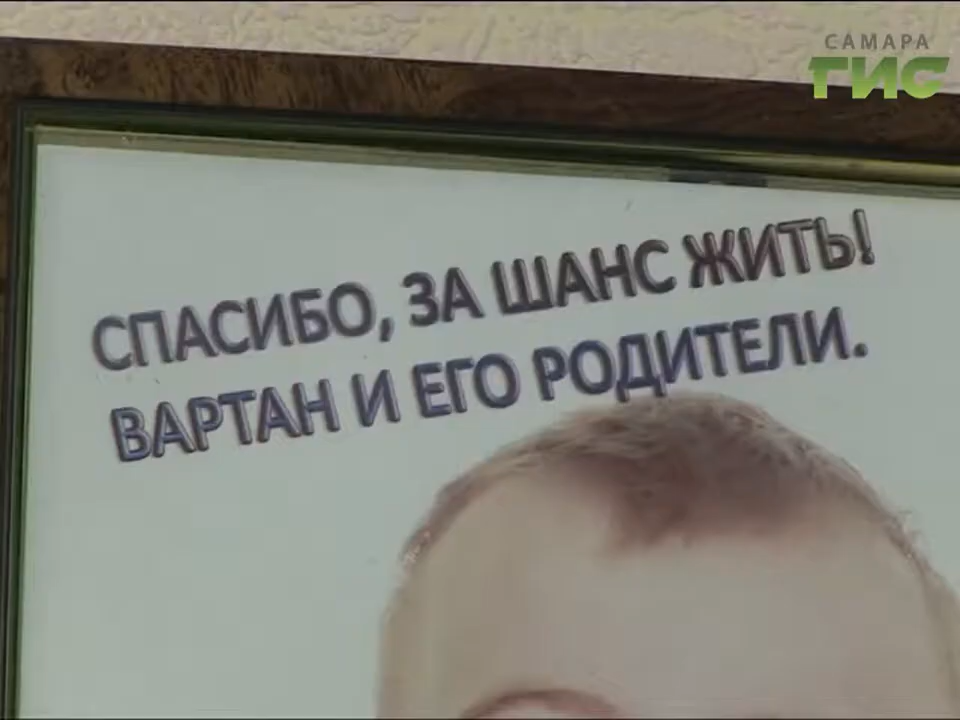 САМАРА
ГИС
СПАСИБО, ЗА ШАНС ЖИТЬ!
ВАРТАН И ЕГО РОДИТЕЛИ.